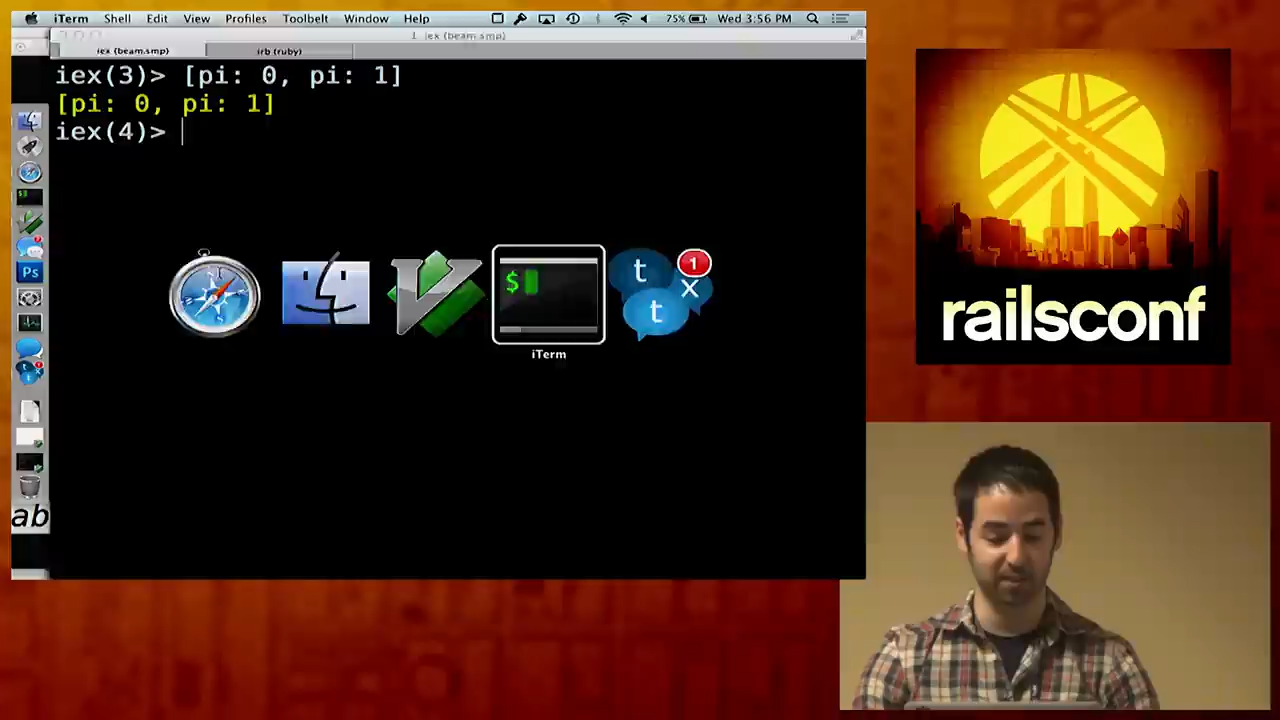 iTerm Shell Edit View Profiles Toolbelt Window Help 75% Wed 3:56 PM
1. iex (beam.smp)
iex (beam.smp) irb (ruby)
iex(3)> [pi: 0, pi: 1]
[pi: 0, pi: 1]
iex(4)>
$
t
t
x
1
iTerm
Ps
ab
railsconf